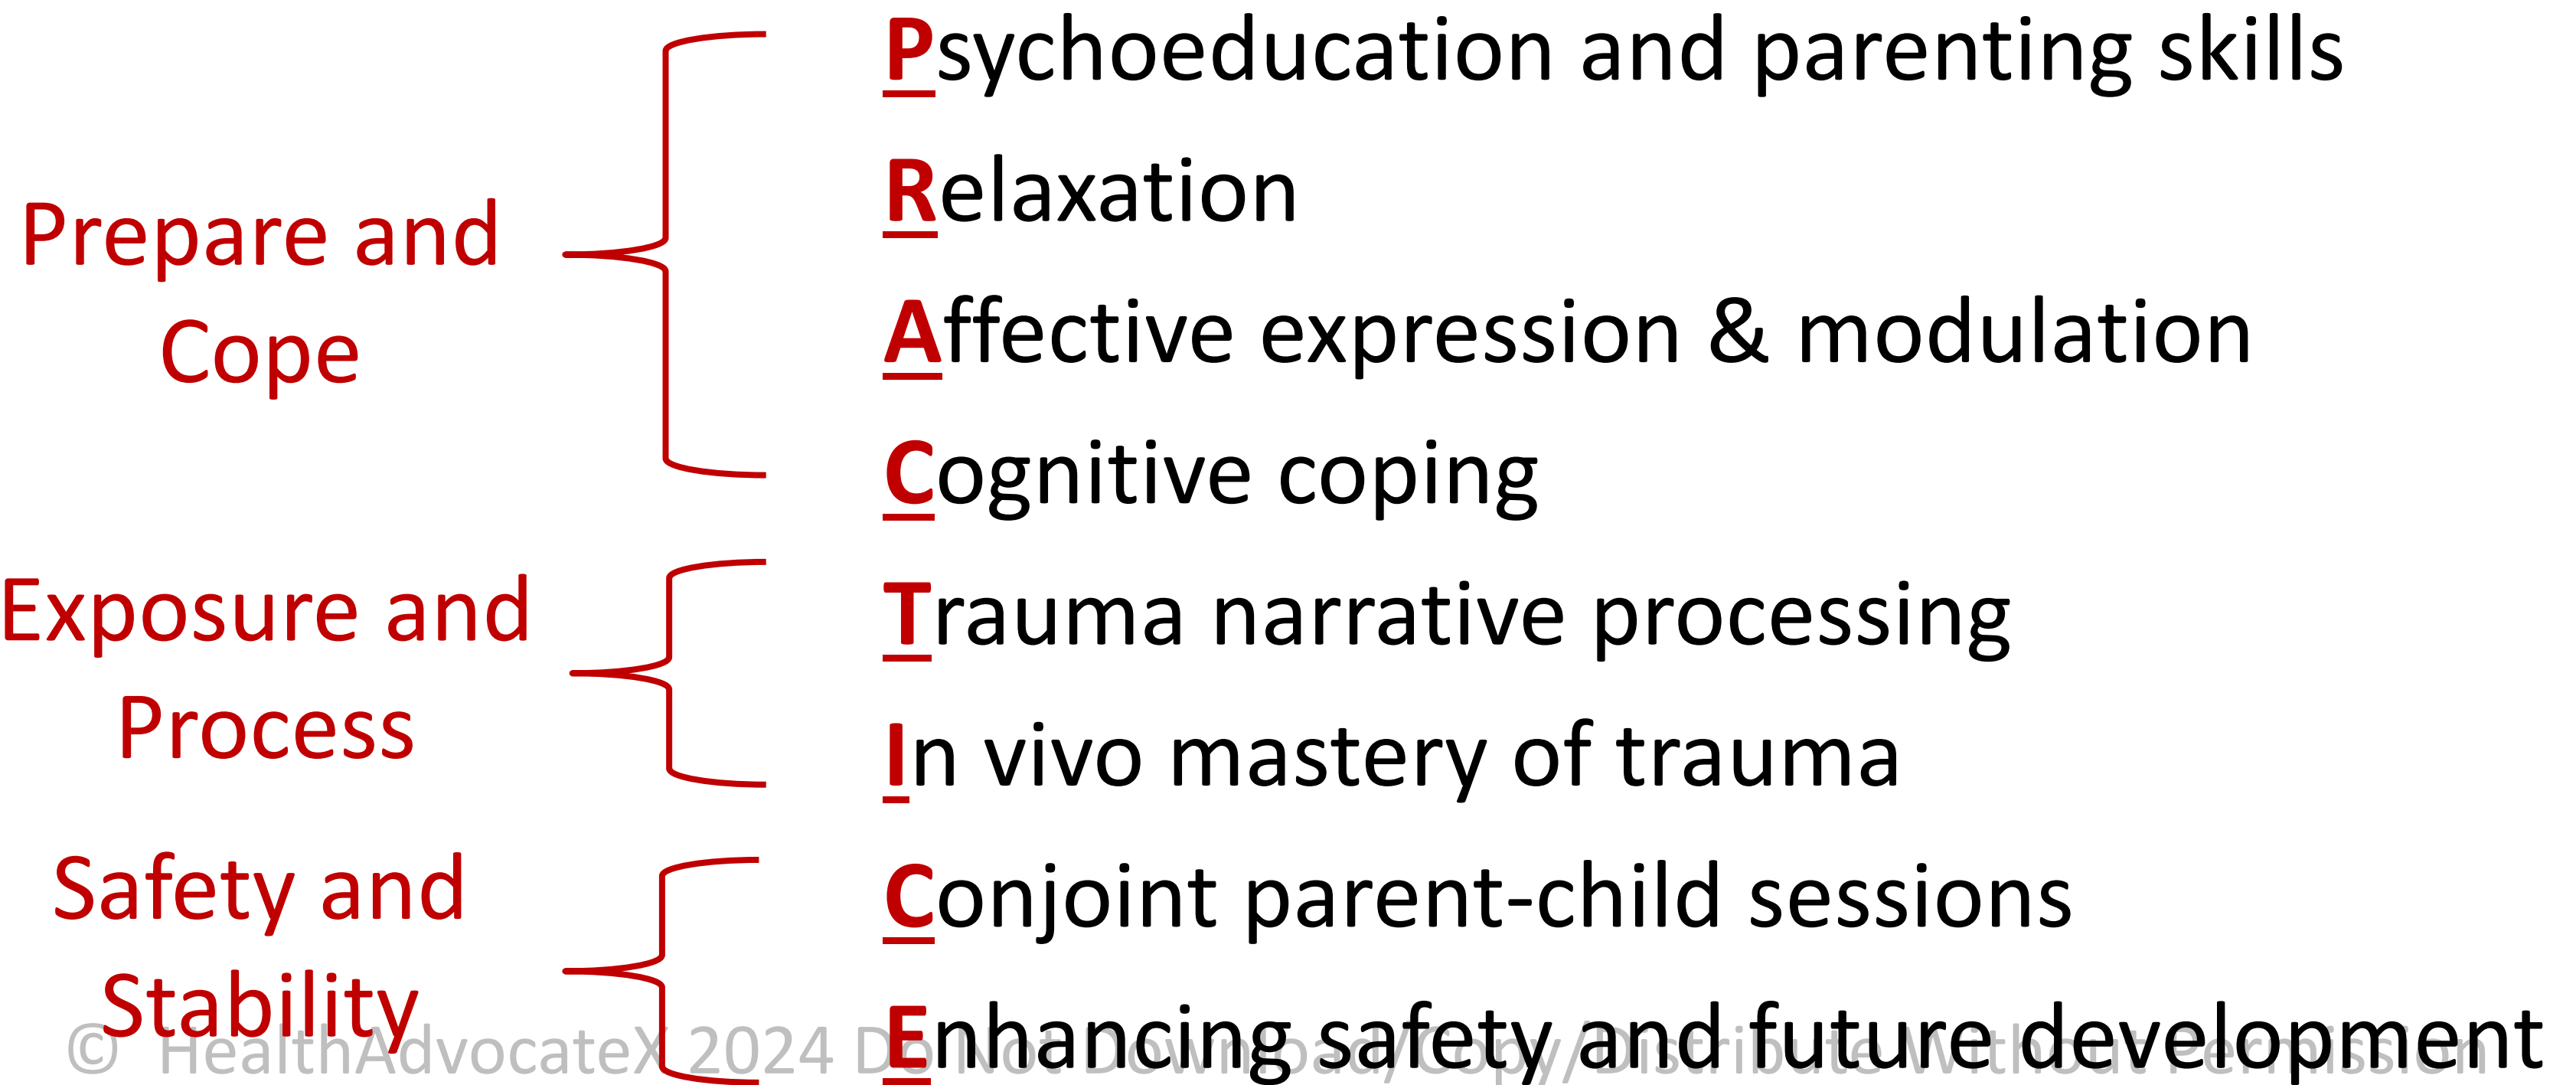 Psychoeducation and parenting skills
Relaxation
Prepare and
Cope
Affective expression & modulation
Cognitive coping
Exposure and
Process
Trauma narrative processing
In vivo mastery of trauma
Safety and
Stability
Conjoint parent-child sessions
Enhancing safety and future development
© HealthAdvocateX 2024 Do Not Download/Copy/Distribute Without Permission